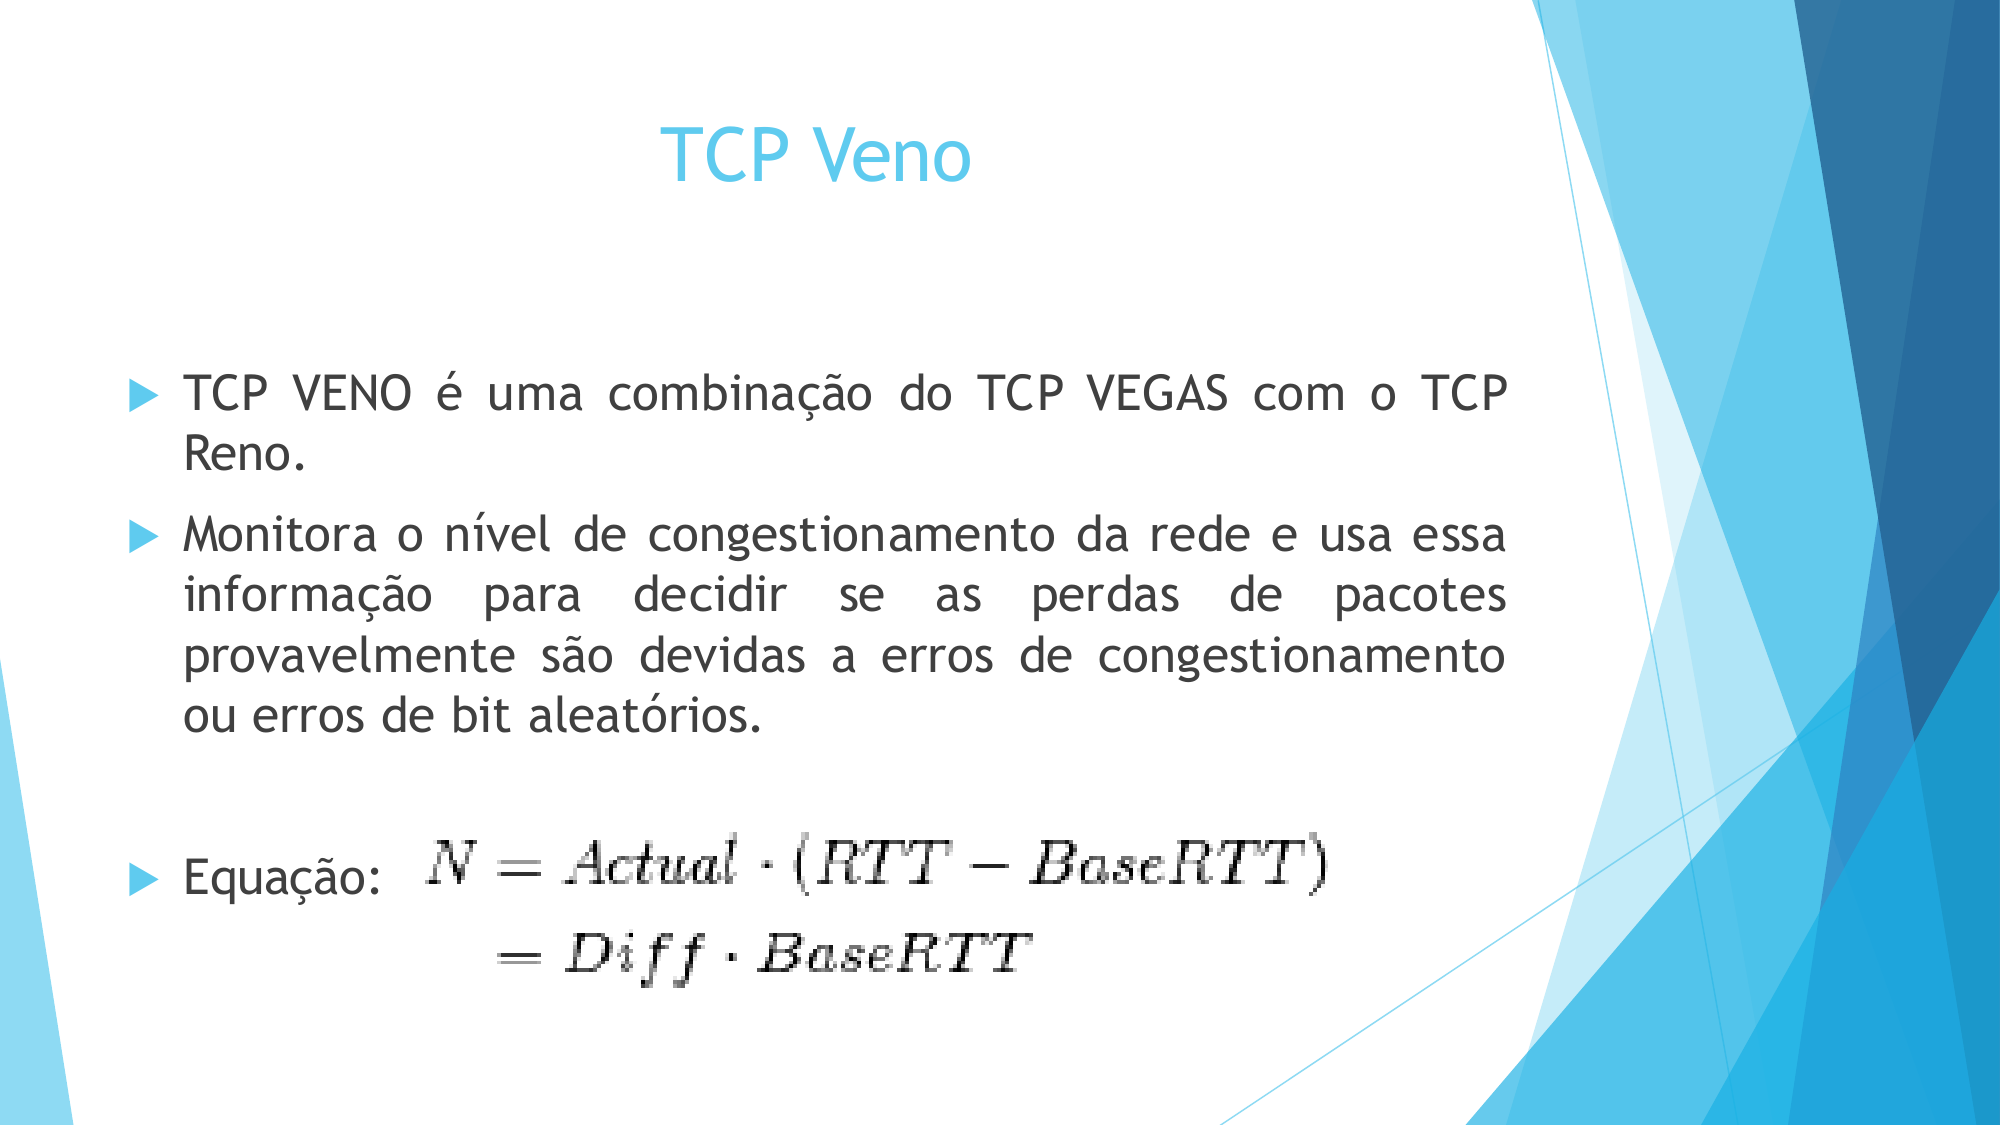 TCP Veno
TCP VENO é uma combinação do TCP VEGAS com o TCP
Reno.
Monitora o nível de congestionamento da rede e usa essa
informação para decidir se as perdas de pacotes
provavelmente são devidas a erros de congestionamento
ou erros de bit aleatórios.
Equação: N = Actual · (RTT − BaseRTT)
= Diff · BaseRTT